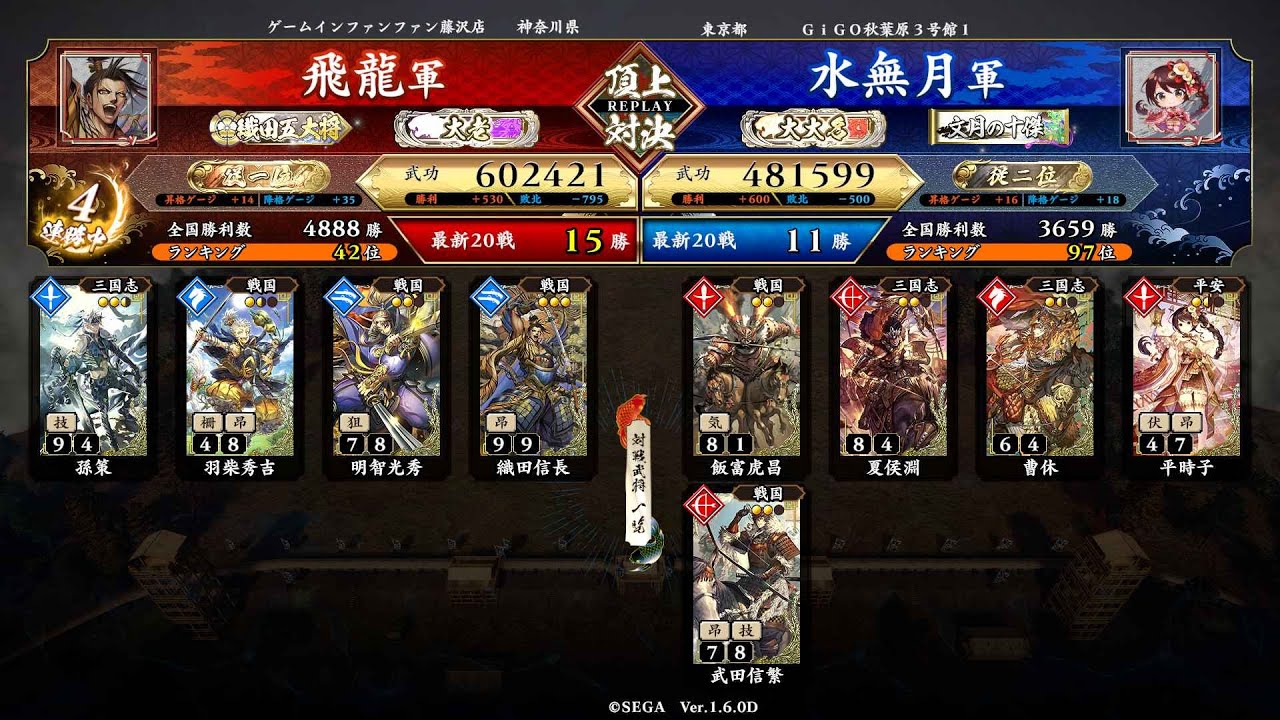 ゲームインファンファン藤沢店 神奈川県
東京都 GiGO秋葉原3号館1
飛龍軍
頂上
REPLAY
対決
水無月軍
織田五大将
文月の十傑
従一位
武功 602421
勝利 +530 敗北 -795
武功 481599
勝利 +600 敗北 -500
従二位
昇格ゲージ +14 降格ゲージ +35
昇格ゲージ +16 降格ゲージ +18
4
連勝中
全国勝利数 4888勝
ランキング 42位
最新20戦 15勝
最新20戦 11勝
全国勝利数 3659勝
ランキング 97位
三国志
技
9 4
孫策
戦国
柵 昂
4 8
羽柴秀吉
戦国
狙
7 8
明智光秀
戦国
昂
9 9
織田信長
対戦武将一覧
戦国
気
8 1
飯富虎昌
三国志
8 4
夏侯淵
三国志
6 4
曹休
平安
伏 昂
4 7
平時子
戦国
昂 技
7 8
武田信繁
©SEGA Ver.1.6.0D